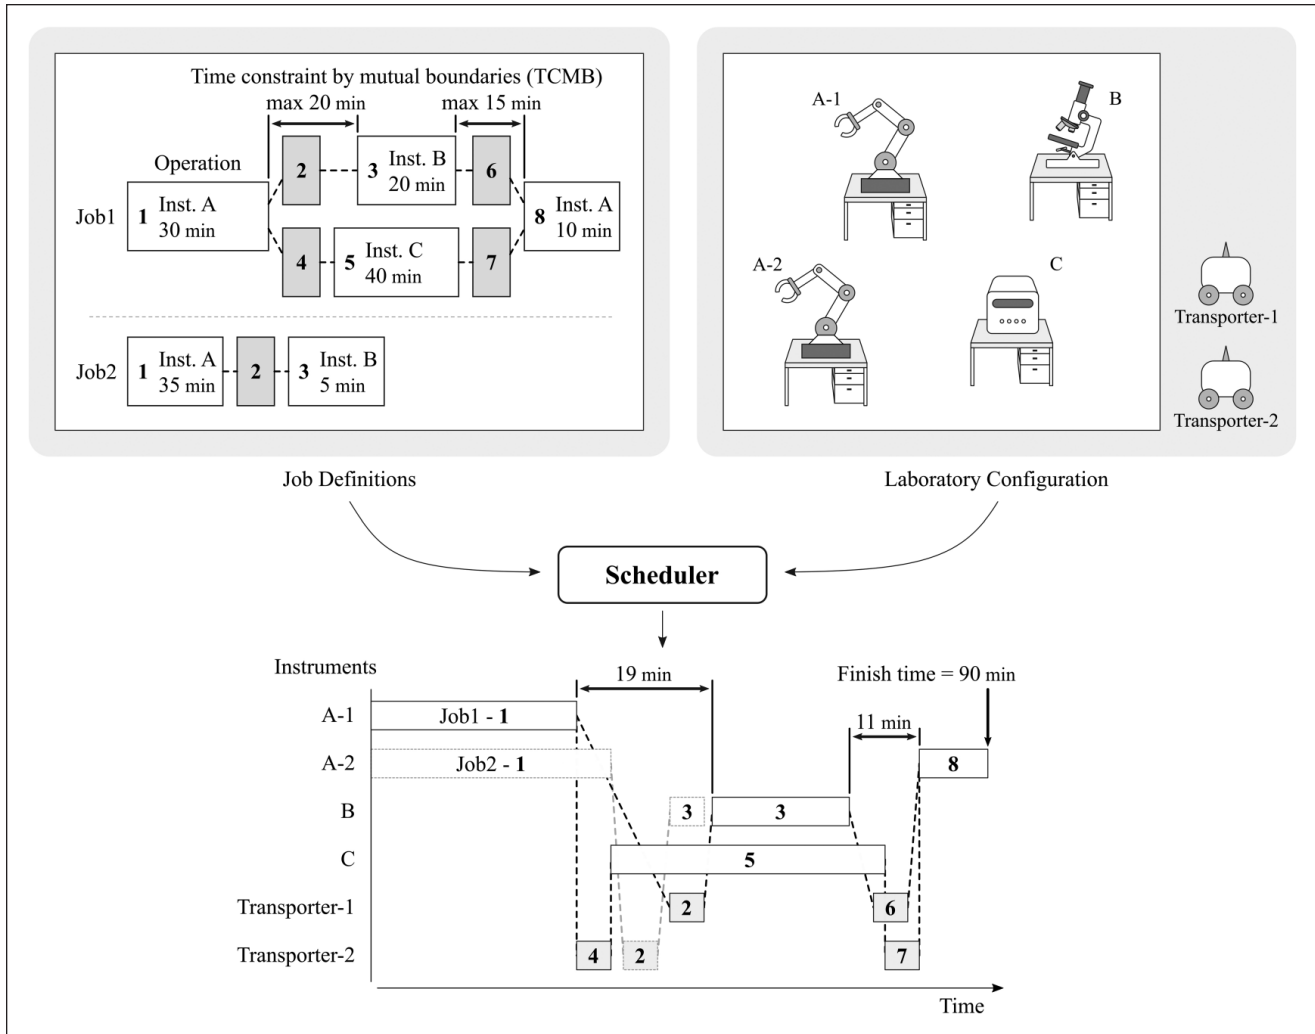 Time constraint by mutual boundaries (TCMB)
max 20 min
max 15 min
Operation
Job1
1 Inst. A
30 min
2
3 Inst. B
20 min
6
4
5 Inst. C
40 min
7
8 Inst. A
10 min
Job2
1 Inst. A
35 min
2
3 Inst. B
5 min
Job Definitions
A-1
B
A-2
C
Transporter-1
Transporter-2
Laboratory Configuration
Scheduler
Instruments
19 min
Finish time = 90 min
11 min
A-1
Job1 - 1
A-2
Job2 - 1
8
B
3
3
C
5
Transporter-1
2
6
Transporter-2
4
2
7
Time